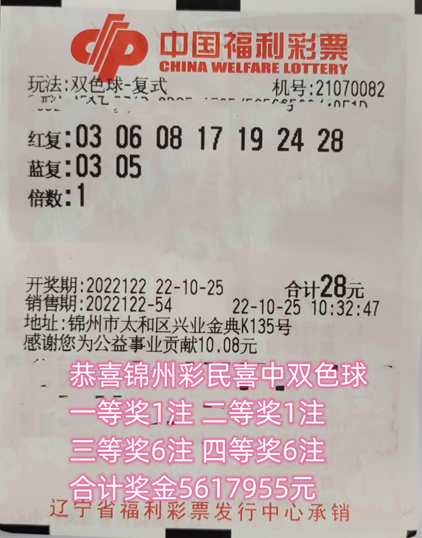 中国福利彩票
CHINA WELFARE LOTTERY
玩法:双色球-复式 机号:21070082
红复:03 06 08 17 19 24 28
蓝复:03 05
倍数:1
开奖期:2022122 22-10-25 合计28元
销售期:2022122-54 22-10-25 10:32:47
地址:锦州市太和区兴业金典K135号
感谢您为公益事业贡献10.08元
恭喜锦州彩民喜中双色球
一等奖1注 二等奖1注
三等奖6注 四等奖6注
合计奖金5617955元
辽宁省福利彩票发行中心承销